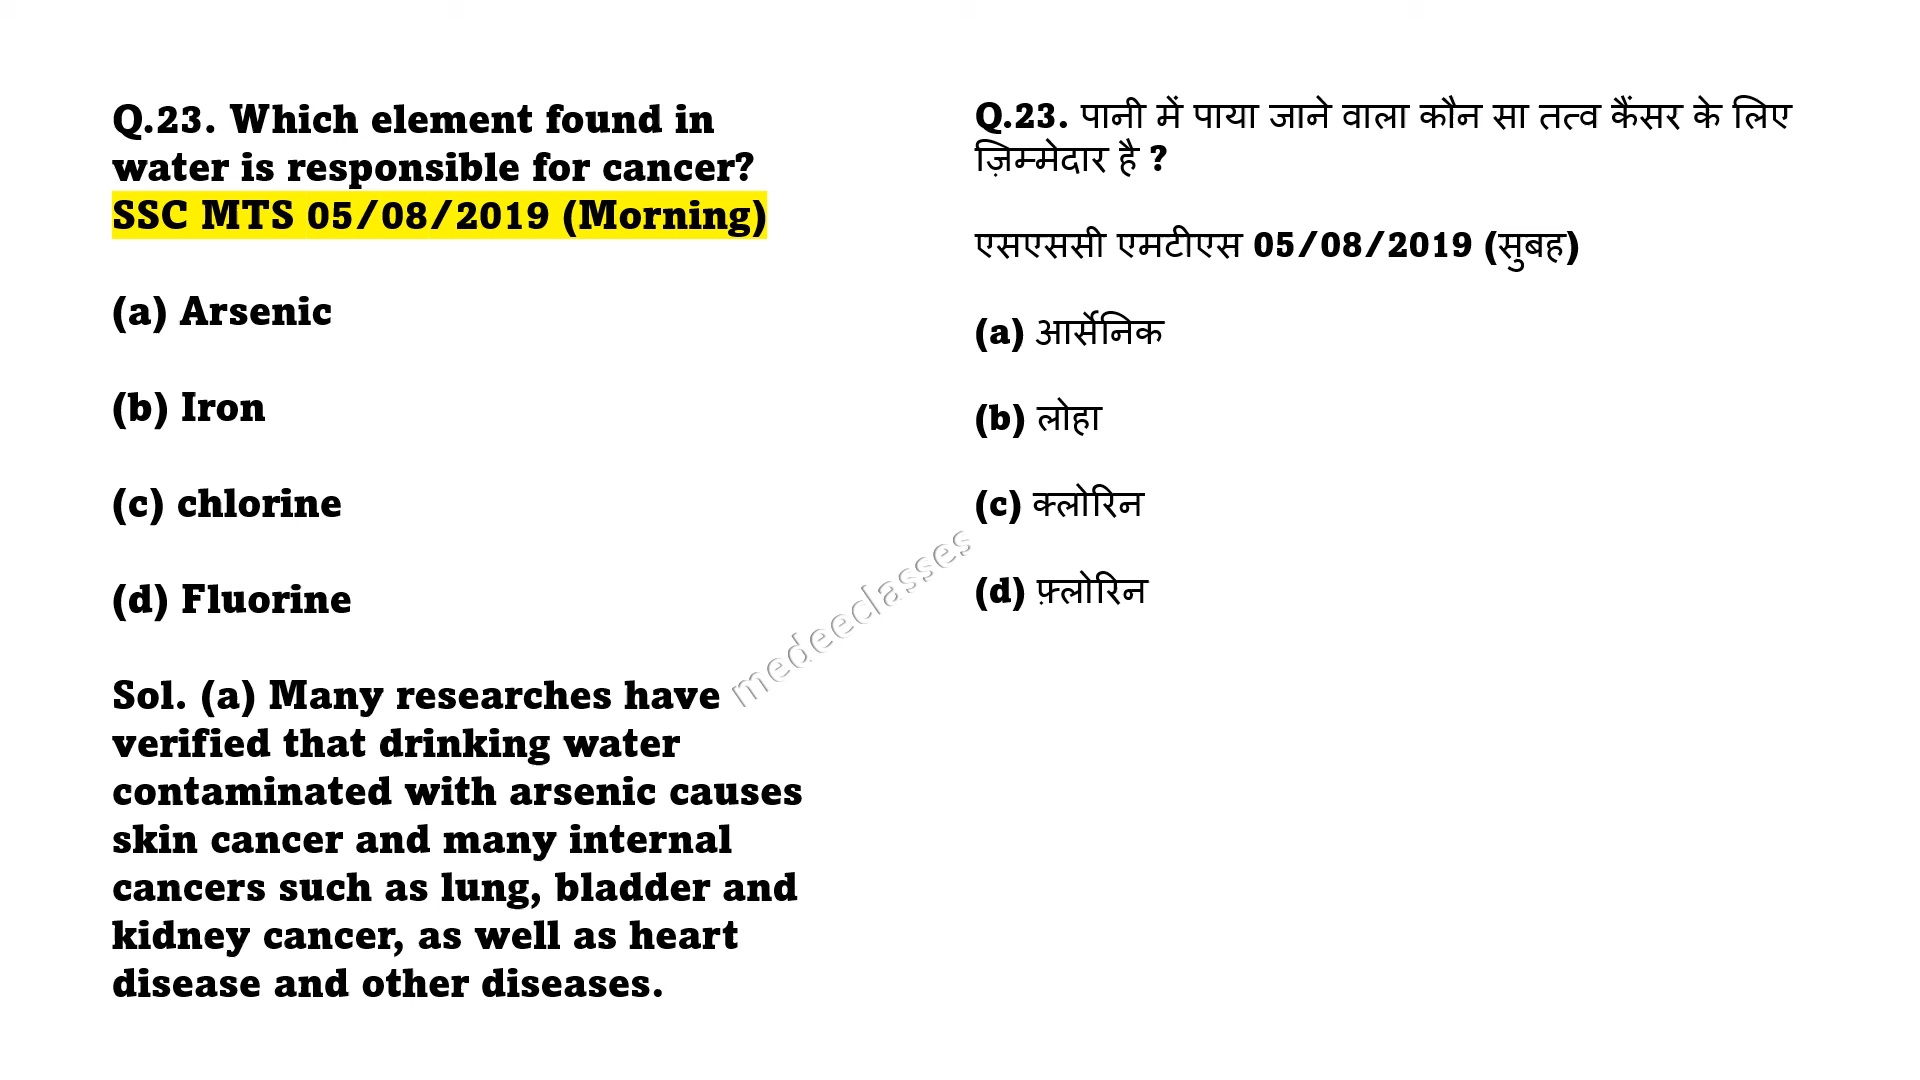 Q.23. Which element found in
water is responsible for cancer?
SSC MTS 05/08/2019 (Morning)
(a) Arsenic
(b) Iron
(c) chlorine
(d) Fluorine
Sol. (a) Many researches have
verified that drinking water
contaminated with arsenic causes
skin cancer and many internal
cancers such as lung, bladder and
kidney cancer, as well as heart
disease and other diseases.
Q.23. पानी में पाया जाने वाला कौन सा तत्व कैंसर के लिए
ज़िम्मेदार है ?
एसएससी एमटीएस 05/08/2019 (सुबह)
(a) आर्सेनिक
(b) लोहा
(c) क्लोरिन
(d) फ़्लोरिन
medeeclasses